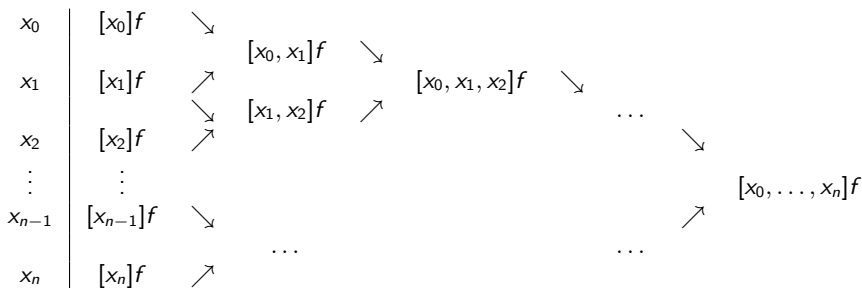 x₀ [x₀]f ↘
[x₀, x₁]f ↘
x₁ [x₁]f ↗ [x₀, x₁, x₂]f ↘
↘ [x₁, x₂]f ↗ ...
x₂ [x₂]f ↗ ↘
⋮ ⋮ [x₀, ..., xₙ]f
xₙ₋₁ [xₙ₋₁]f ↘ ↗
... ...
xₙ [xₙ]f ↗